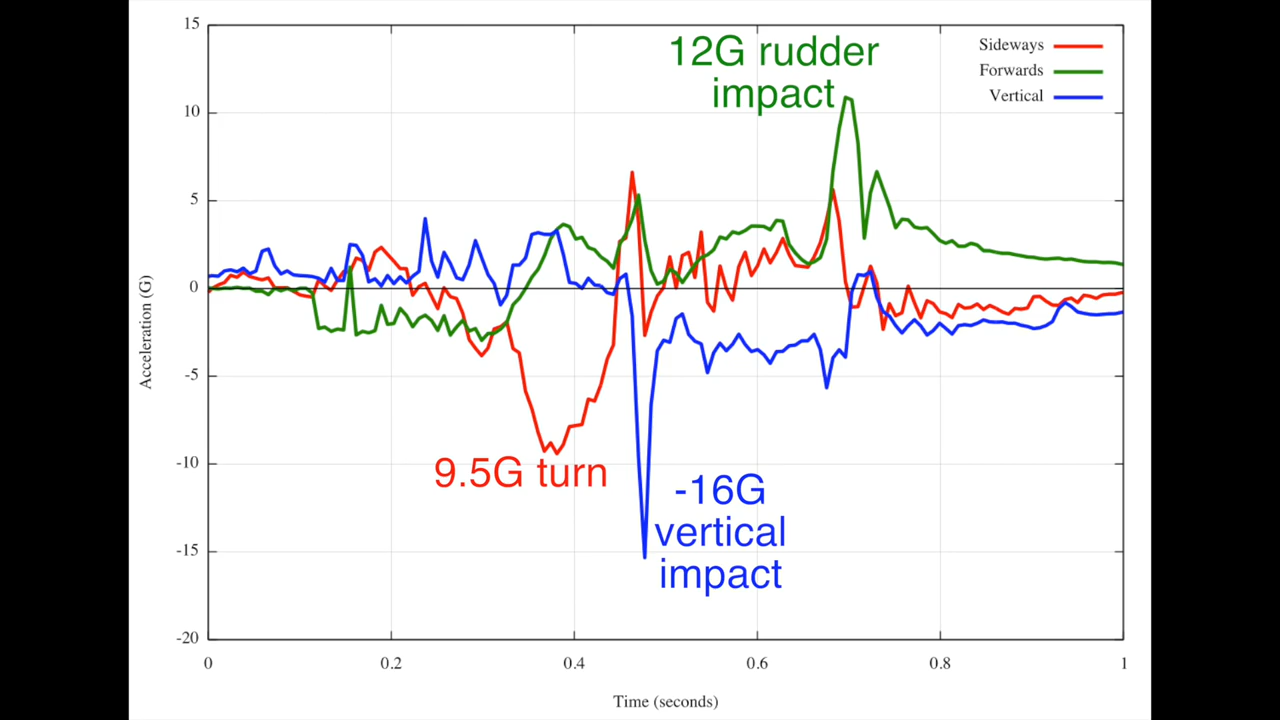 15
10
5
0
-5
-10
-15
-20
Acceleration (G)
12G rudder
impact
Sideways
Forwards
Vertical
9.5G turn
-16G
vertical
impact
0
0.2
0.4
0.6
0.8
1
Time (seconds)